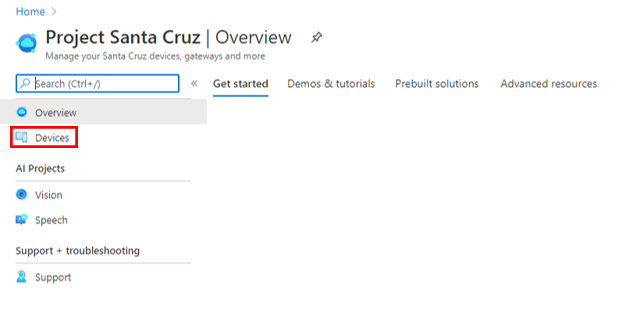 Home >
Project Santa Cruz | Overview
Manage your Santa Cruz devices, gateways and more
Search (Ctrl+/) « Get started Demos & tutorials Prebuilt solutions Advanced resources
Overview
Devices
AI Projects
Vision
Speech
Support + troubleshooting
Support